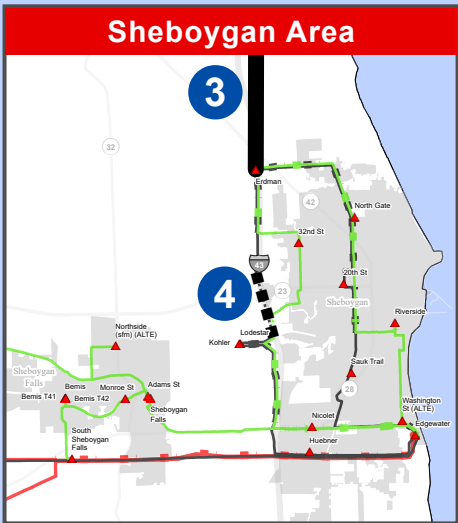 Sheboygan Area
3
32
Erdman
42
North Gate
32nd St
43
4
23
20th St
Sheboygan
Riverside
Northside
(sfm) (ALTE)
Lodestar
Kohler
Sheboygan
Falls
Sauk Trail
28
Bemis
Bemis T41
Bemis T42
Monroe St
Adams St
Sheboygan
Falls
Washington
St (ALTE)
Nicolet
Edgewater
Huebner
South
Sheboygan
Falls